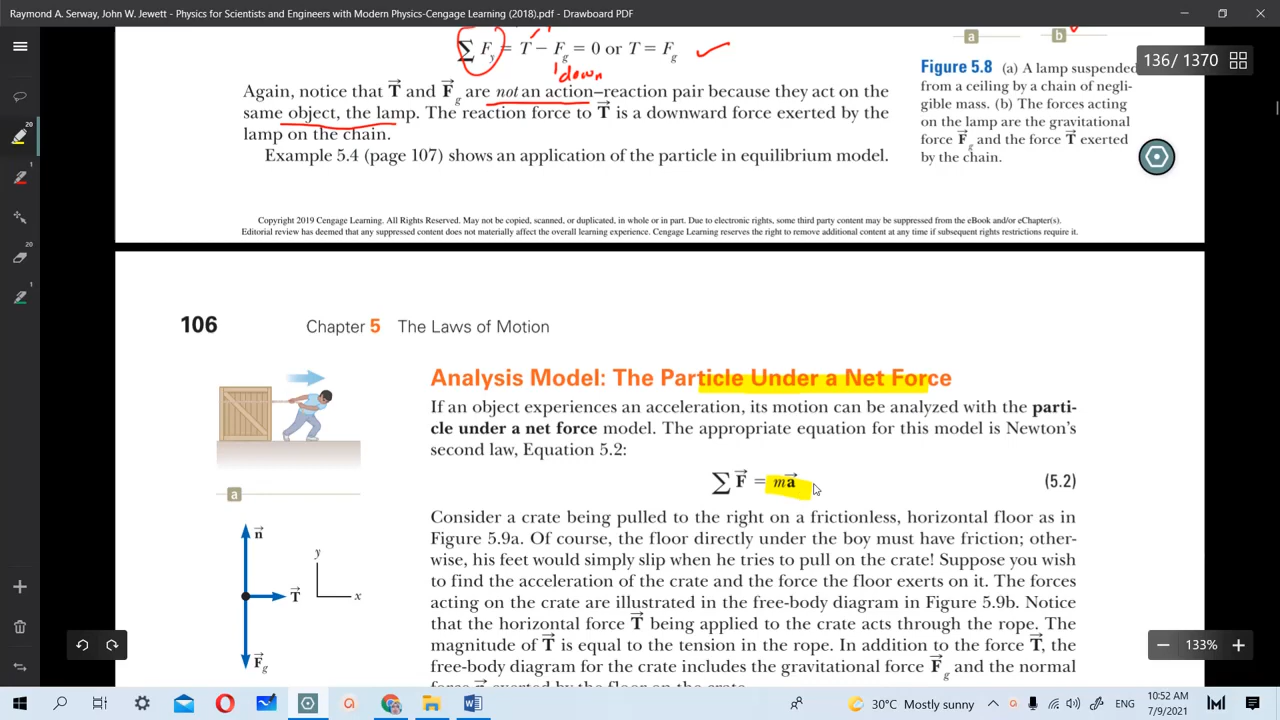 Raymond A. Serway, John W. Jewett - Physics for Scientists and Engineers with Modern Physics-Cengage Learning (2018).pdf - Drawboard PDF
136 / 1370
∑ F_y = T − F_g = 0 or T = F_g
down
Again, notice that T⃗ and F⃗_g are not an action–reaction pair because they act on the
same object, the lamp. The reaction force to T⃗ is a downward force exerted by the
lamp on the chain.
Example 5.4 (page 107) shows an application of the particle in equilibrium model.
a
b
Figure 5.8 (a) A lamp suspended
from a ceiling by a chain of negli-
gible mass. (b) The forces acting
on the lamp are the gravitational
force F⃗_g and the force T⃗ exerted
by the chain.
Copyright 2019 Cengage Learning. All Rights Reserved. May not be copied, scanned, or duplicated, in whole or in part. Due to electronic rights, some third party content may be suppressed from the eBook and/or eChapter(s).
Editorial review has deemed that any suppressed content does not materially affect the overall learning experience. Cengage Learning reserves the right to remove additional content at any time if subsequent rights restrictions require it.
106 Chapter 5 The Laws of Motion
Analysis Model: The Particle Under a Net Force
If an object experiences an acceleration, its motion can be analyzed with the parti-
cle under a net force model. The appropriate equation for this model is Newton's
second law, Equation 5.2:
∑ F⃗ = ma⃗ (5.2)
Consider a crate being pulled to the right on a frictionless, horizontal floor as in
Figure 5.9a. Of course, the floor directly under the boy must have friction; other-
wise, his feet would simply slip when he tries to pull on the crate! Suppose you wish
to find the acceleration of the crate and the force the floor exerts on it. The forces
acting on the crate are illustrated in the free-body diagram in Figure 5.9b. Notice
that the horizontal force T⃗ being applied to the crate acts through the rope. The
magnitude of T⃗ is equal to the tension in the rope. In addition to the force T⃗, the
free-body diagram for the crate includes the gravitational force F⃗_g and the normal
force n⃗ exerted by the floor on the crate.
a
n⃗
y
T⃗
x
F⃗_g
20
1
20
1
133%
30°C Mostly sunny
ENG
10:52 AM
7/9/2021